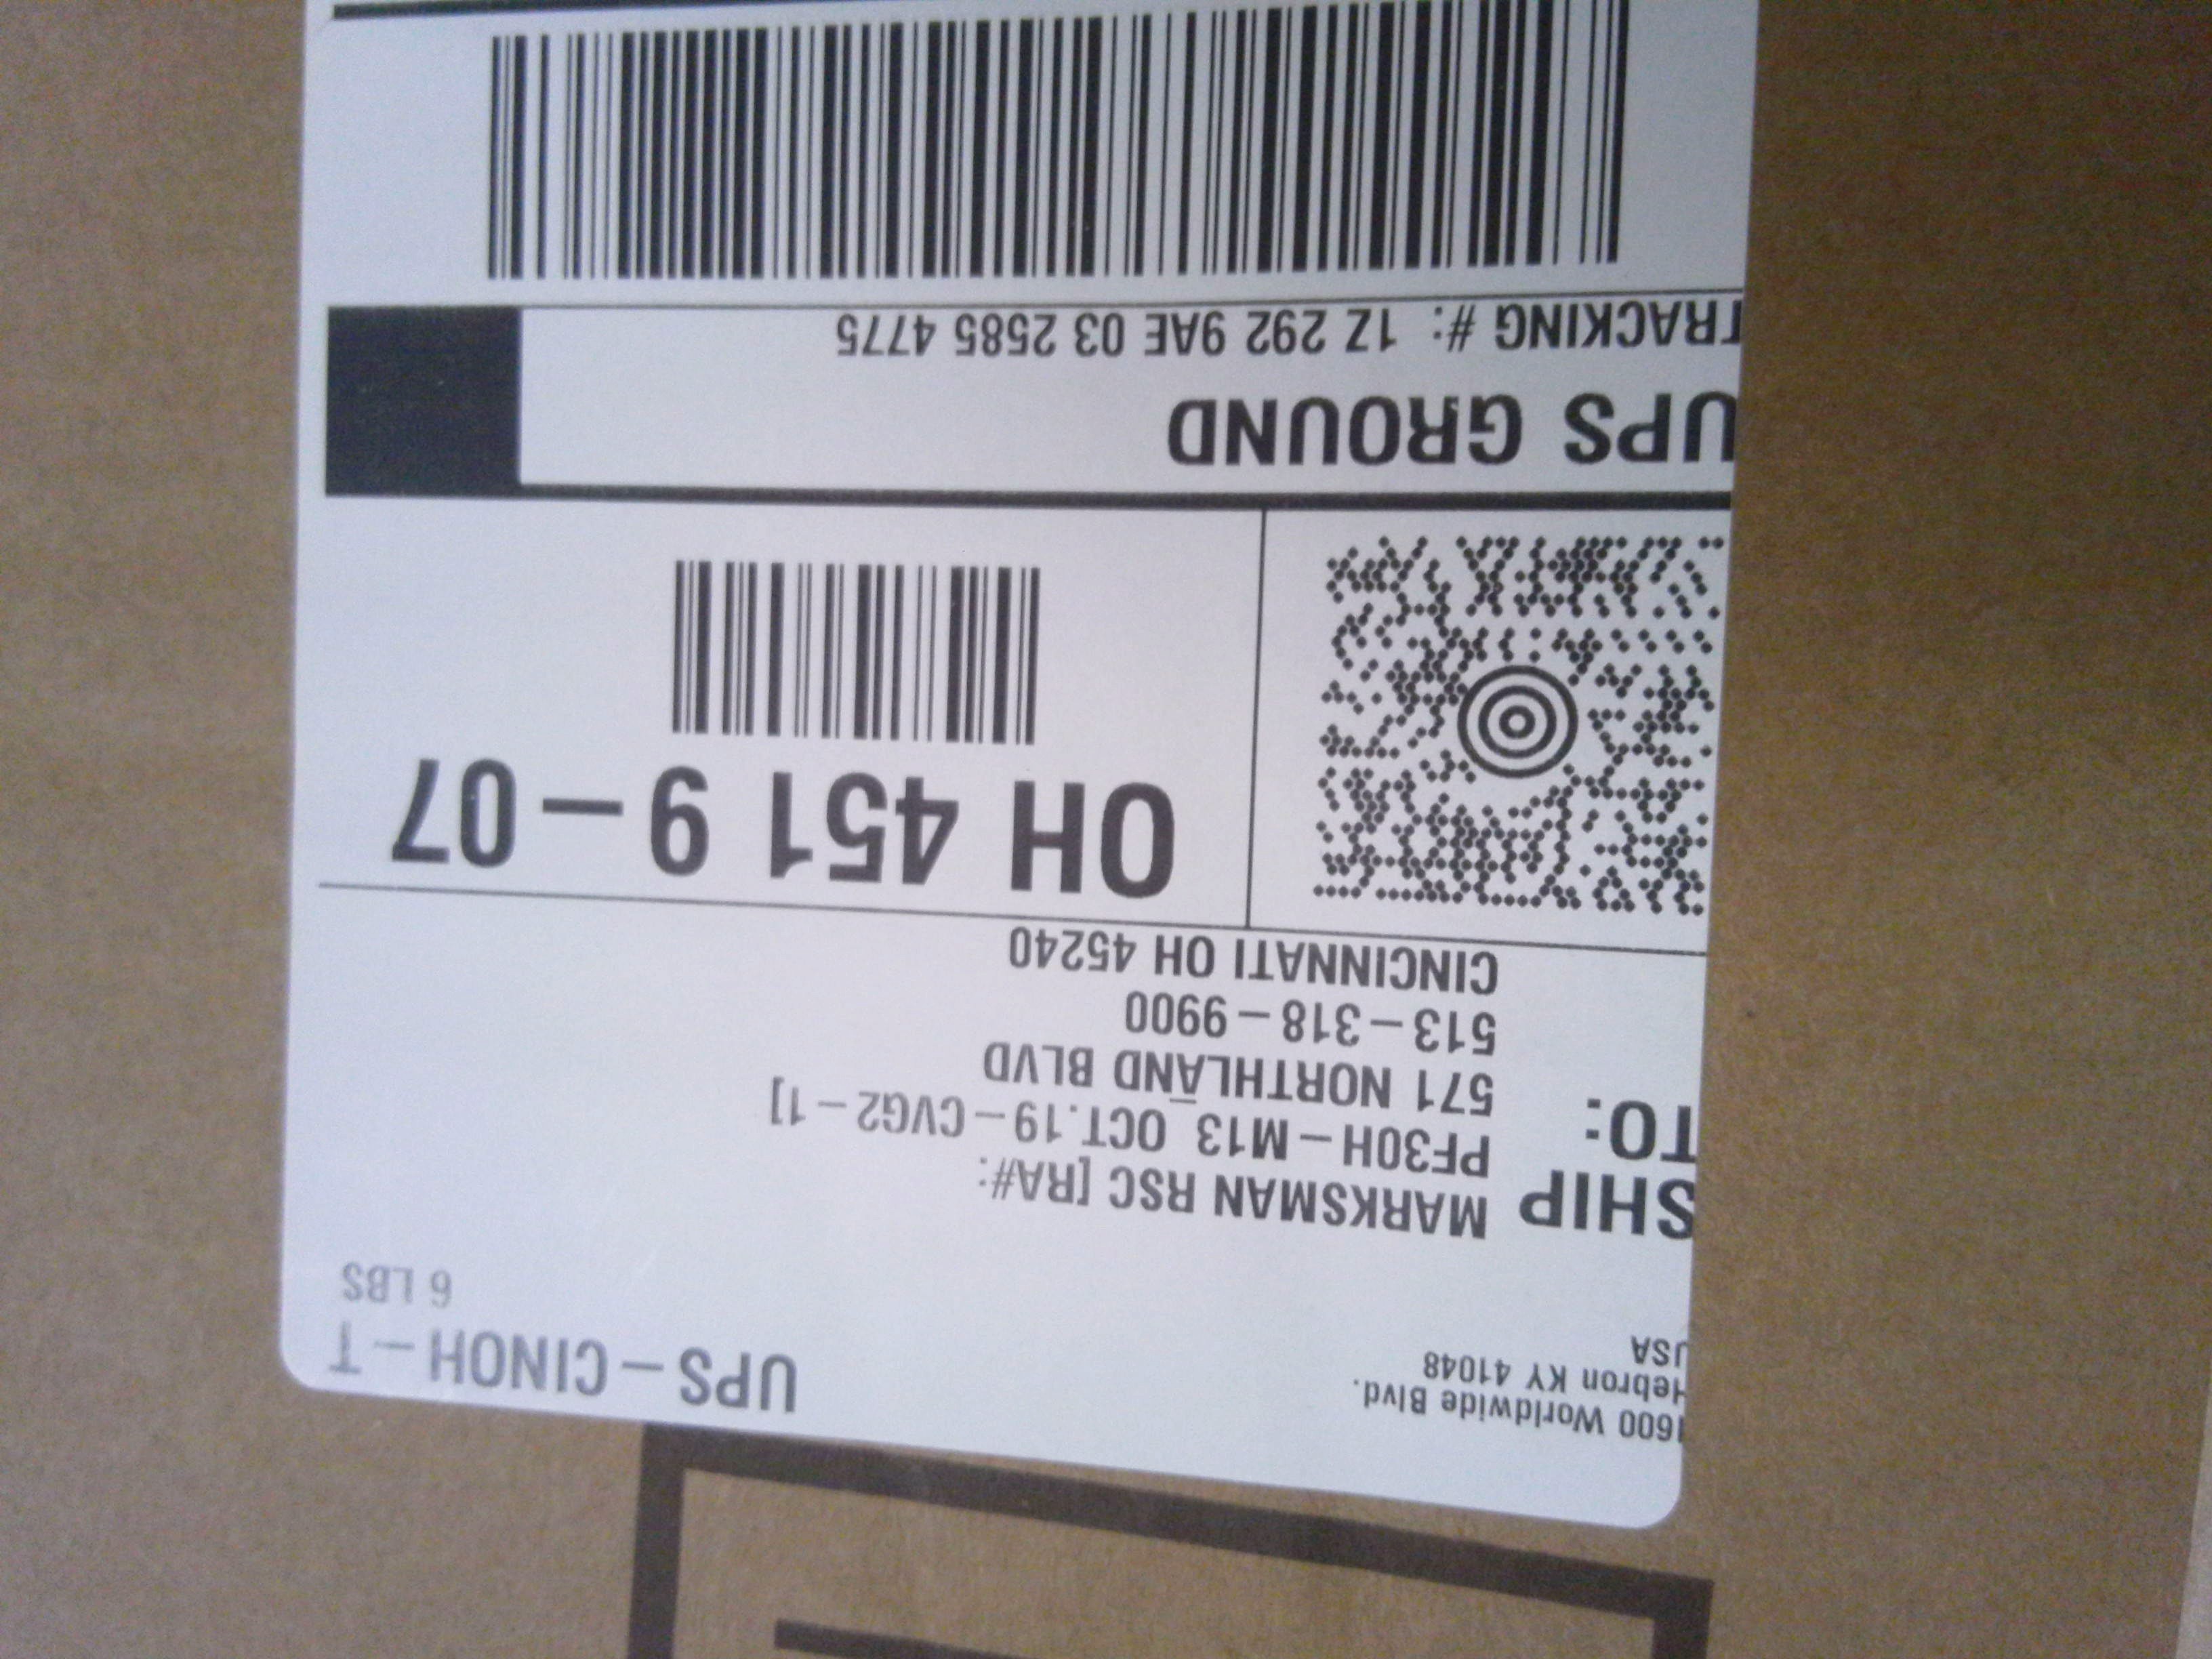 1600 Worldwide Blvd.
Hebron KY 41048
USA
UPS-CINOH-T
6 LBS
SHIP
TO:
MARKSMAN RSC [RA#:
PF30H-M13_OCT.19-CVG2-1]
571 NORTHLAND BLVD
513-318-9900
CINCINNATI OH 45240
OH 451 9-07
UPS GROUND
TRACKING #: 1Z 292 9AE 03 2585 4775